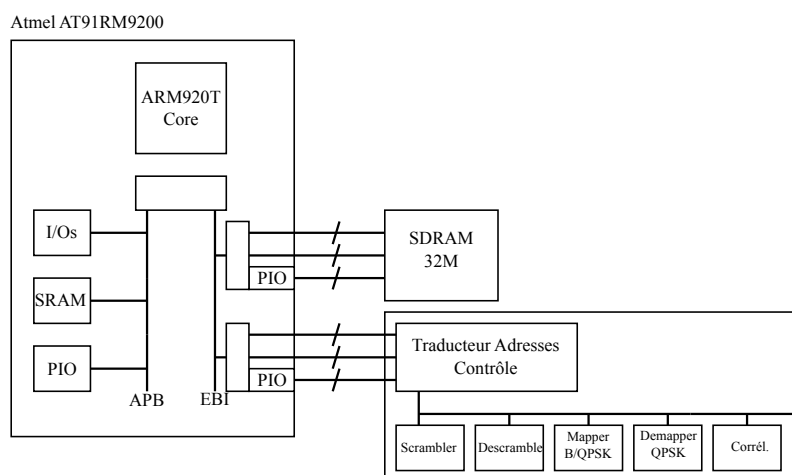 Atmel AT91RM9200
ARM920T
Core
I/Os
SRAM
PIO
APB
EBI
PIO
SDRAM
32M
PIO
Traducteur Adresses
Contrôle
Scrambler
Descramble
Mapper
B/QPSK
Demapper
QPSK
Corrél.